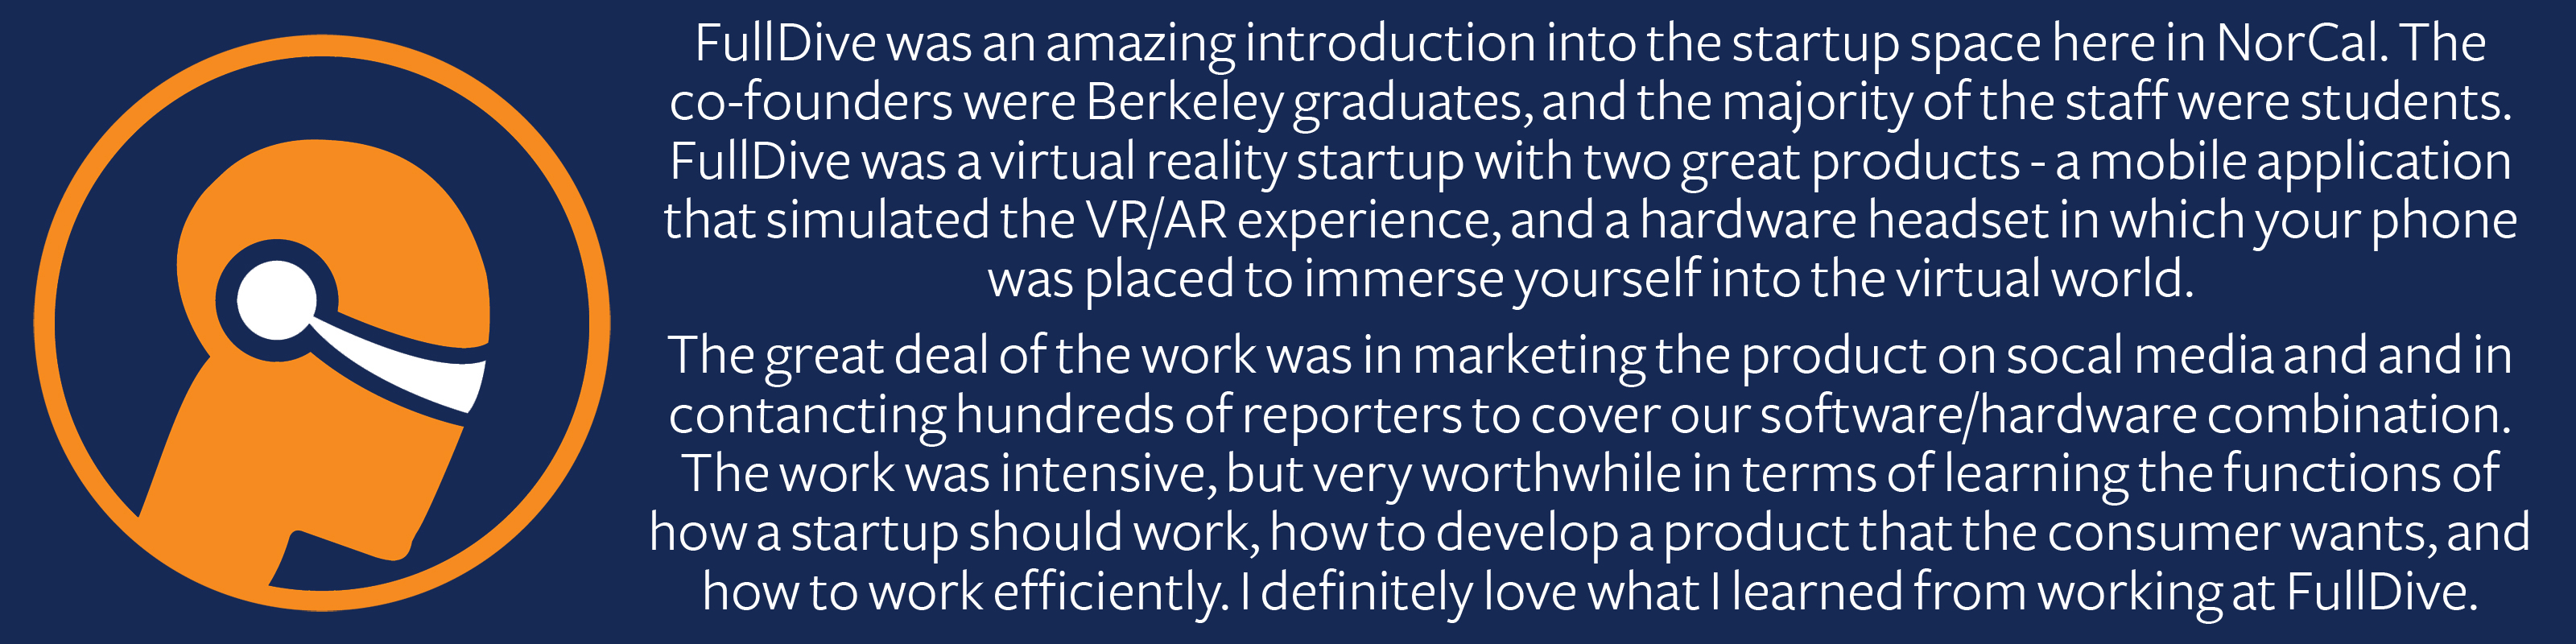 FullDive was an amazing introduction into the startup space here in NorCal. The
co-founders were Berkeley graduates, and the majority of the staff were students.
FullDive was a virtual reality startup with two great products - a mobile application
that simulated the VR/AR experience, and a hardware headset in which your phone
was placed to immerse yourself into the virtual world.
The great deal of the work was in marketing the product on socal media and and in
contancting hundreds of reporters to cover our software/hardware combination.
The work was intensive, but very worthwhile in terms of learning the functions of
how a startup should work, how to develop a product that the consumer wants, and
how to work efficiently. I definitely love what I learned from working at FullDive.